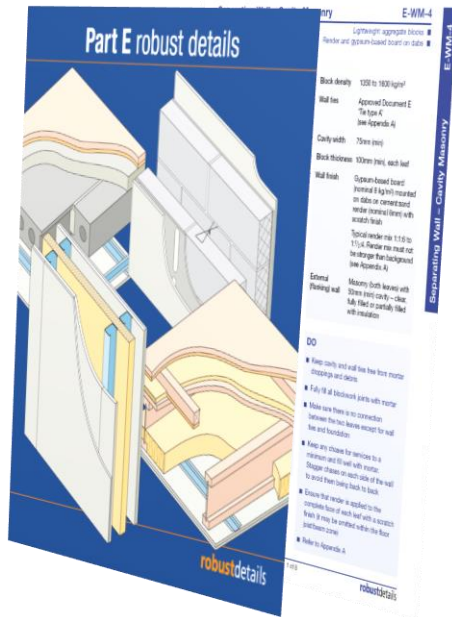 Part E robust details
robustdetails
Separating Walls – Cavity Masonry
E-WM-4
Lightweight aggregate blocks
Render and gypsum-based board on dabs
Block density 1350 to 1600 kg/m³
Wall ties Approved Document E
'Tie type A'
(see Appendix A)
Cavity width 75mm (min)
Block thickness 100mm (min), each leaf
Wall finish Gypsum-based board
(nominal 8 kg/m²) mounted
on dabs on cement:sand
render (nominal 8mm) with
scratch finish
Typical render mix 1:1:5 to
1:½:4. Render mix must not
be stronger than background
(see Appendix A)
External
(flanking) wall Masonry (both leaves) with
50mm (min) cavity – clear,
fully filled or partially filled
with insulation
DO
Keep cavity and wall ties free from mortar
droppings and debris
Fully fill all blockwork joints with mortar
Make sure there is no connection
between the two leaves except for wall
ties and foundation
Keep any chases for services to a
minimum and fill well with mortar.
Stagger chases on each side of the wall
to avoid them being back to back
Ensure that render is applied to the
complete face of each leaf with a scratch
finish (it may be omitted within the floor
joist/beam zone)
Refer to Appendix A
robustdetails
Separating Wall – Cavity Masonry
E-WM-4